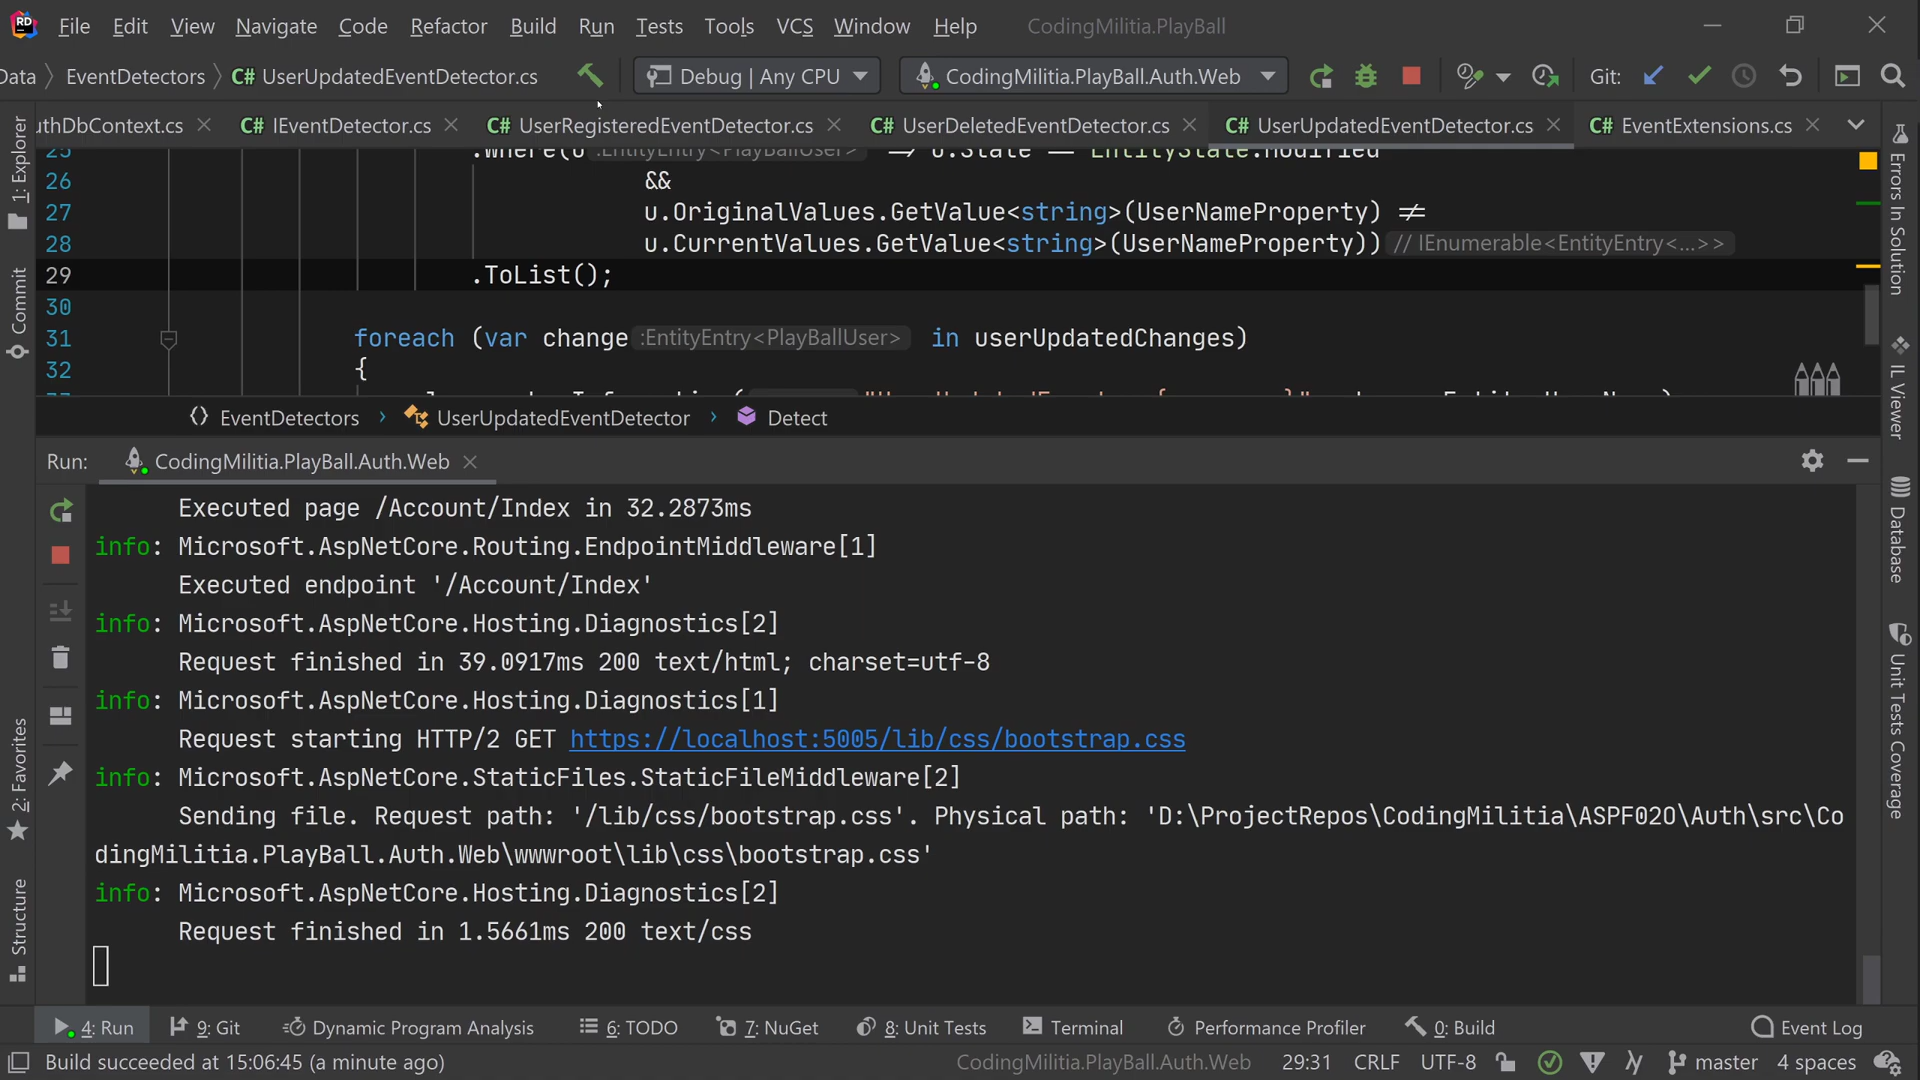 RD File Edit View Navigate Code Refactor Build Run Tests Tools VCS Window Help CodingMilitia.PlayBall
Data EventDetectors C# UserUpdatedEventDetector.cs Debug | Any CPU CodingMilitia.PlayBall.Auth.Web Git:
uthDbContext.cs C# IEventDetector.cs C# UserRegisteredEventDetector.cs C# UserDeletedEventDetector.cs C# UserUpdatedEventDetector.cs C# EventExtensions.cs
25 .Where(u :EntityEntry<PlayBallUser> => u.State == EntityState.Modified
26 &&
27 u.OriginalValues.GetValue<string>(UserNameProperty) ≠
28 u.CurrentValues.GetValue<string>(UserNameProperty)) // IEnumerable<EntityEntry<...>>
29 .ToList();
30
31 foreach (var change :EntityEntry<PlayBallUser> in userUpdatedChanges)
32 {
EventDetectors UserUpdatedEventDetector Detect
Run: CodingMilitia.PlayBall.Auth.Web
Executed page /Account/Index in 32.2873ms
info: Microsoft.AspNetCore.Routing.EndpointMiddleware[1]
Executed endpoint '/Account/Index'
info: Microsoft.AspNetCore.Hosting.Diagnostics[2]
Request finished in 39.0917ms 200 text/html; charset=utf-8
info: Microsoft.AspNetCore.Hosting.Diagnostics[1]
Request starting HTTP/2 GET https://localhost:5005/lib/css/bootstrap.css
info: Microsoft.AspNetCore.StaticFiles.StaticFileMiddleware[2]
Sending file. Request path: '/lib/css/bootstrap.css'. Physical path: 'D:\ProjectRepos\CodingMilitia\ASPF02O\Auth\src\Co
dingMilitia.PlayBall.Auth.Web\wwwroot\lib\css\bootstrap.css'
info: Microsoft.AspNetCore.Hosting.Diagnostics[2]
Request finished in 1.5661ms 200 text/css
4: Run 9: Git Dynamic Program Analysis 6: TODO 7: NuGet 8: Unit Tests Terminal Performance Profiler 0: Build Event Log
Build succeeded at 15:06:45 (a minute ago) CodingMilitia.PlayBall.Auth.Web 29:31 CRLF UTF-8 master 4 spaces
1: Explorer
Commit
2: Favorites
Structure
Errors In Solution
IL Viewer
Database
Unit Tests Coverage